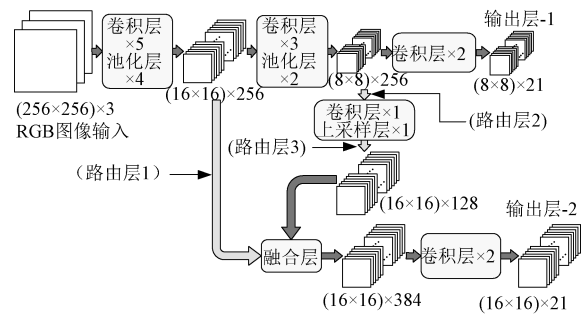 卷积层
×5
池化层
×4
卷积层
×3
池化层
×2
卷积层×2
输出层-1
(256×256)×3
RGB图像输入
(16×16)×256
(8×8)×256
(8×8)×21
卷积层×1
上采样层×1
(路由层2)
(路由层3)
（路由层1）
(16×16)×128
输出层-2
融合层
卷积层×2
(16×16)×384
(16×16)×21